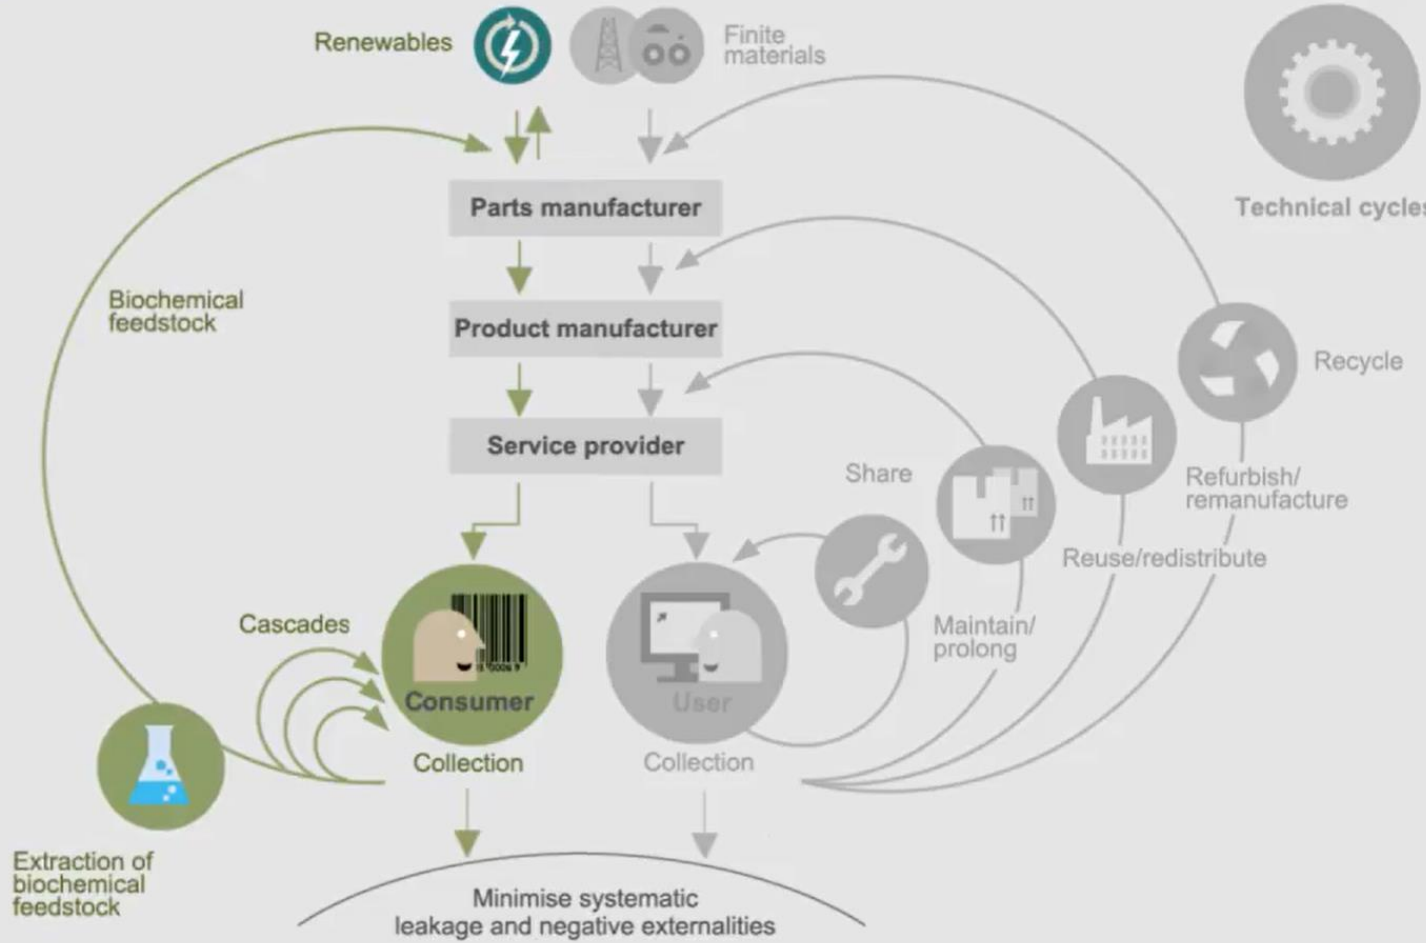 Renewables
Finite
materials
Technical cycles
Parts manufacturer
Biochemical
feedstock
Product manufacturer
Recycle
Service provider
Share
Refurbish/
remanufacture
Reuse/redistribute
Cascades
Maintain/
prolong
Consumer
User
Collection
Collection
Extraction of
biochemical
feedstock
Minimise systematic
leakage and negative externalities